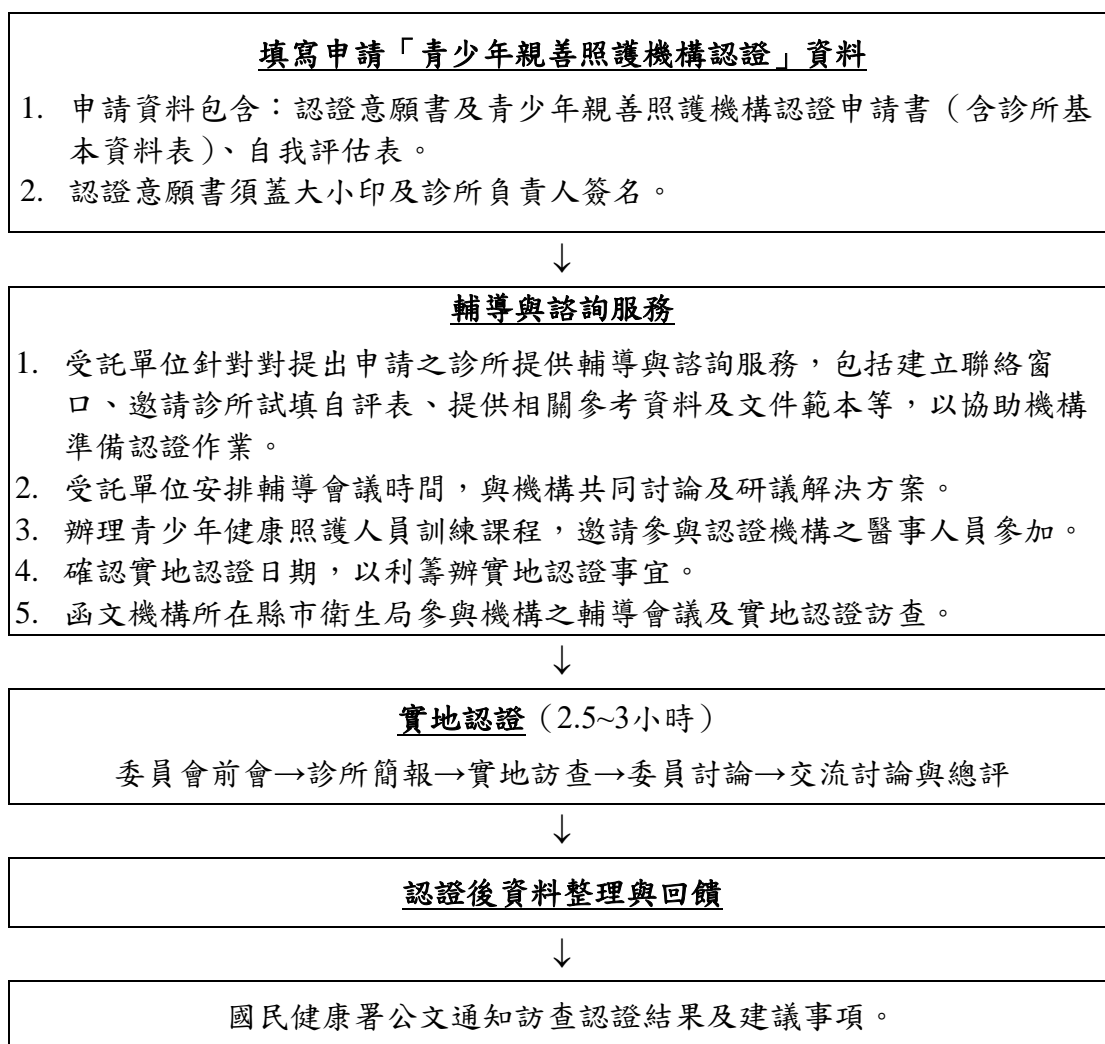 填寫申請「青少年親善照護機構認證」資料
1. 申請資料包含：認證意願書及青少年親善照護機構認證申請書（含診所基
本資料表）、自我評估表。
2. 認證意願書須蓋大小印及診所負責人簽名。
↓
輔導與諮詢服務
1. 受託單位針對對提出申請之診所提供輔導與諮詢服務，包括建立聯絡窗
口、邀請診所試填自評表、提供相關參考資料及文件範本等，以協助機構
準備認證作業。
2. 受託單位安排輔導會議時間，與機構共同討論及研議解決方案。
3. 辦理青少年健康照護人員訓練課程，邀請參與認證機構之醫事人員參加。
4. 確認實地認證日期，以利籌辦實地認證事宜。
5. 函文機構所在縣市衛生局參與機構之輔導會議及實地認證訪查。
↓
實地認證（2.5~3小時）
委員會前會→診所簡報→實地訪查→委員討論→交流討論與總評
↓
認證後資料整理與回饋
↓
國民健康署公文通知訪查認證結果及建議事項。